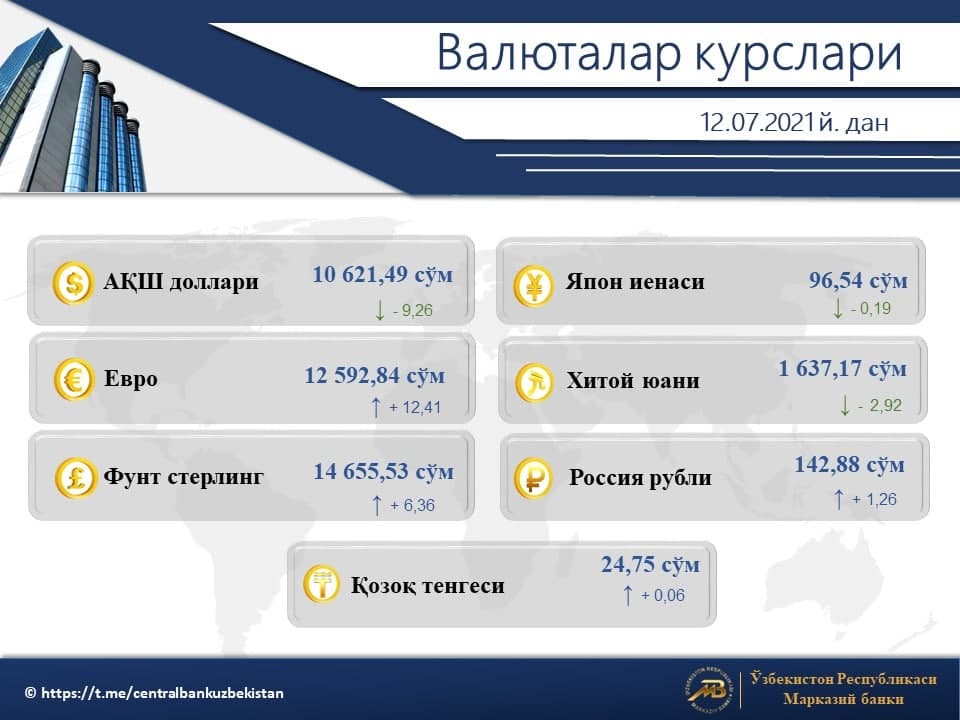 Валюталар курслари
12.07.2021й. дан
АҚШ доллари
10 621,49 сўм
↓ - 9,26
Япон иенаси
96,54 сўм
↓ - 0,19
Евро
12 592,84 сўм
↑ + 12,41
Хитой юани
1 637,17 сўм
↓ - 2,92
Фунт стерлинг
14 655,53 сўм
↑ + 6,36
Россия рубли
142,88 сўм
↑ + 1,26
Қозоқ тенгеси
24,75 сўм
↑ + 0,06
© https://t.me/centralbankuzbekistan
Ўзбекистон Республикаси
Марказий банки